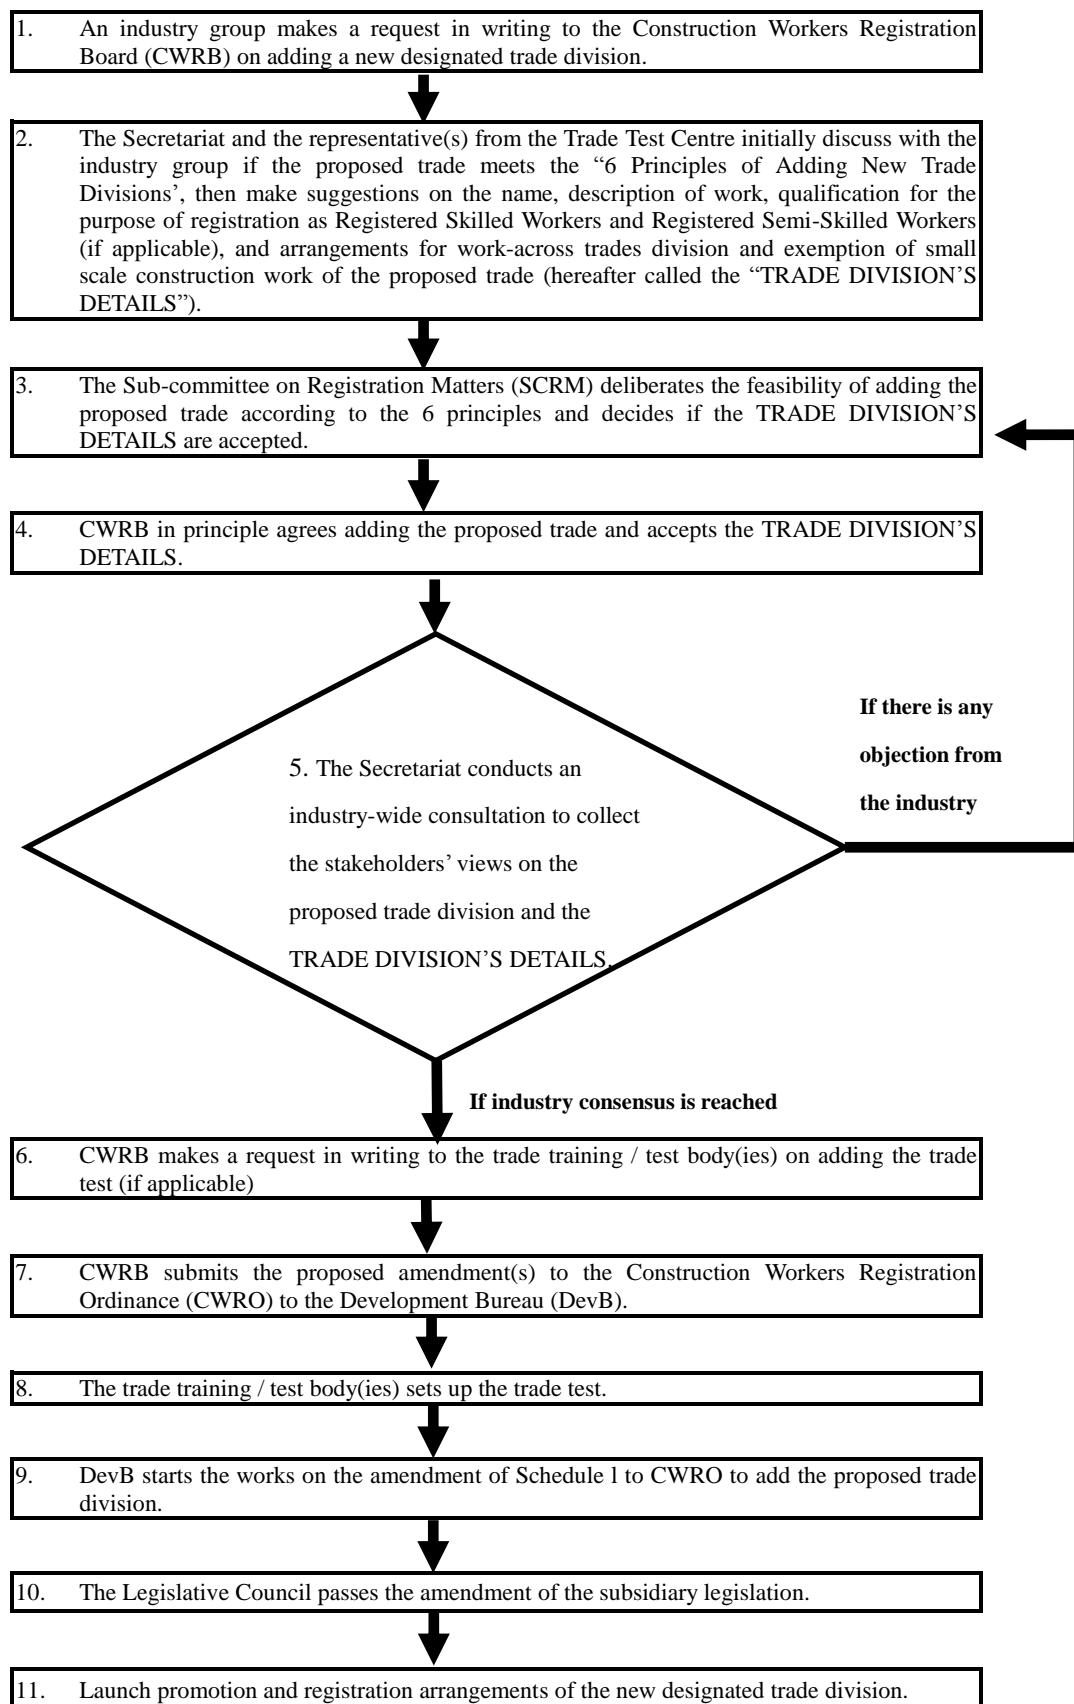 1. An industry group makes a request in writing to the Construction Workers Registration
Board (CWRB) on adding a new designated trade division.
2. The Secretariat and the representative(s) from the Trade Test Centre initially discuss with the
industry group if the proposed trade meets the “6 Principles of Adding New Trade
Divisions’, then make suggestions on the name, description of work, qualification for the
purpose of registration as Registered Skilled Workers and Registered Semi-Skilled Workers
(if applicable), and arrangements for work-across trades division and exemption of small
scale construction work of the proposed trade (hereafter called the “TRADE DIVISION’S
DETAILS”).
3. The Sub-committee on Registration Matters (SCRM) deliberates the feasibility of adding the
proposed trade according to the 6 principles and decides if the TRADE DIVISION’S
DETAILS are accepted.
4. CWRB in principle agrees adding the proposed trade and accepts the TRADE DIVISION’S
DETAILS.
If there is any
objection from
the industry
5. The Secretariat conducts an
industry-wide consultation to collect
the stakeholders’ views on the
proposed trade division and the
TRADE DIVISION’S DETAILS.
If industry consensus is reached
6. CWRB makes a request in writing to the trade training / test body(ies) on adding the trade
test (if applicable)
7. CWRB submits the proposed amendment(s) to the Construction Workers Registration
Ordinance (CWRO) to the Development Bureau (DevB).
8. The trade training / test body(ies) sets up the trade test.
9. DevB starts the works on the amendment of Schedule l to CWRO to add the proposed trade
division.
10. The Legislative Council passes the amendment of the subsidiary legislation.
11. Launch promotion and registration arrangements of the new designated trade division.